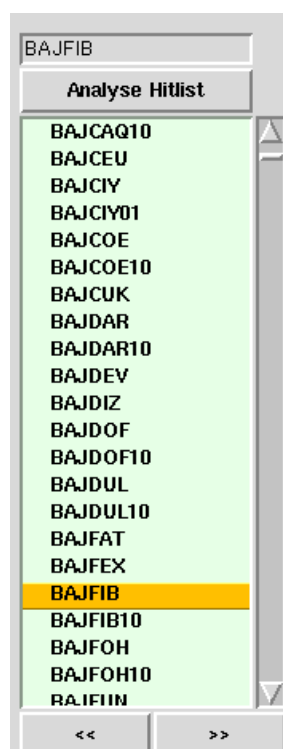 BAJFIB
Analyse Hitlist
BAJCAQ10
BAJCEU
BAJCIY
BAJCIY01
BAJCOE
BAJCOE10
BAJCUK
BAJDAR
BAJDAR10
BAJDEV
BAJDIZ
BAJDOF
BAJDOF10
BAJDUL
BAJDUL10
BAJFAT
BAJFEX
BAJFIB
BAJFIB10
BAJFOH
BAJFOH10
<< >>